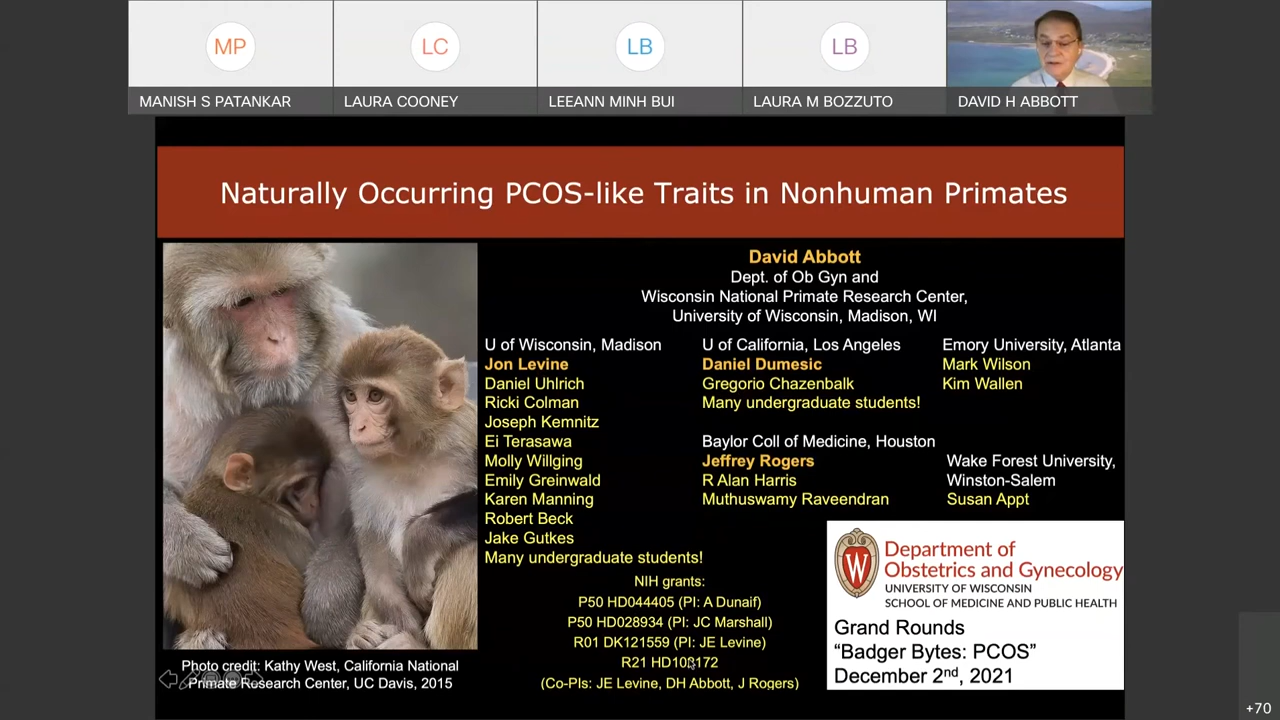 MP
LC
LB
LB
MANISH S PATANKAR
LAURA COONEY
LEEANN MINH BUI
LAURA M BOZZUTO
DAVID H ABBOTT
Naturally Occurring PCOS-like Traits in Nonhuman Primates
David Abbott
Dept. of Ob Gyn and
Wisconsin National Primate Research Center,
University of Wisconsin, Madison, WI
U of Wisconsin, Madison
Jon Levine
Daniel Uhlrich
Ricki Colman
Joseph Kemnitz
Ei Terasawa
Molly Willging
Emily Greinwald
Karen Manning
Robert Beck
Jake Gutkes
Many undergraduate students!
U of California, Los Angeles
Daniel Dumesic
Gregorio Chazenbalk
Many undergraduate students!
Baylor Coll of Medicine, Houston
Jeffrey Rogers
R Alan Harris
Muthuswamy Raveendran
Emory University, Atlanta
Mark Wilson
Kim Wallen
Wake Forest University,
Winston-Salem
Susan Appt
NIH grants:
P50 HD044405 (PI: A Dunaif)
P50 HD028934 (PI: JC Marshall)
R01 DK121559 (PI: JE Levine)
R21
(Co-PIs: JE Levine, DH Abbott, J Rogers)
Photo credit: Kathy West, California National
Primate Research Center, UC Davis, 2015
W
Department of
Obstetrics and Gynecology
UNIVERSITY OF WISCONSIN
SCHOOL OF MEDICINE AND PUBLIC HEALTH
Grand Rounds
“Badger Bytes: PCOS”
December 2nd, 2021
+70